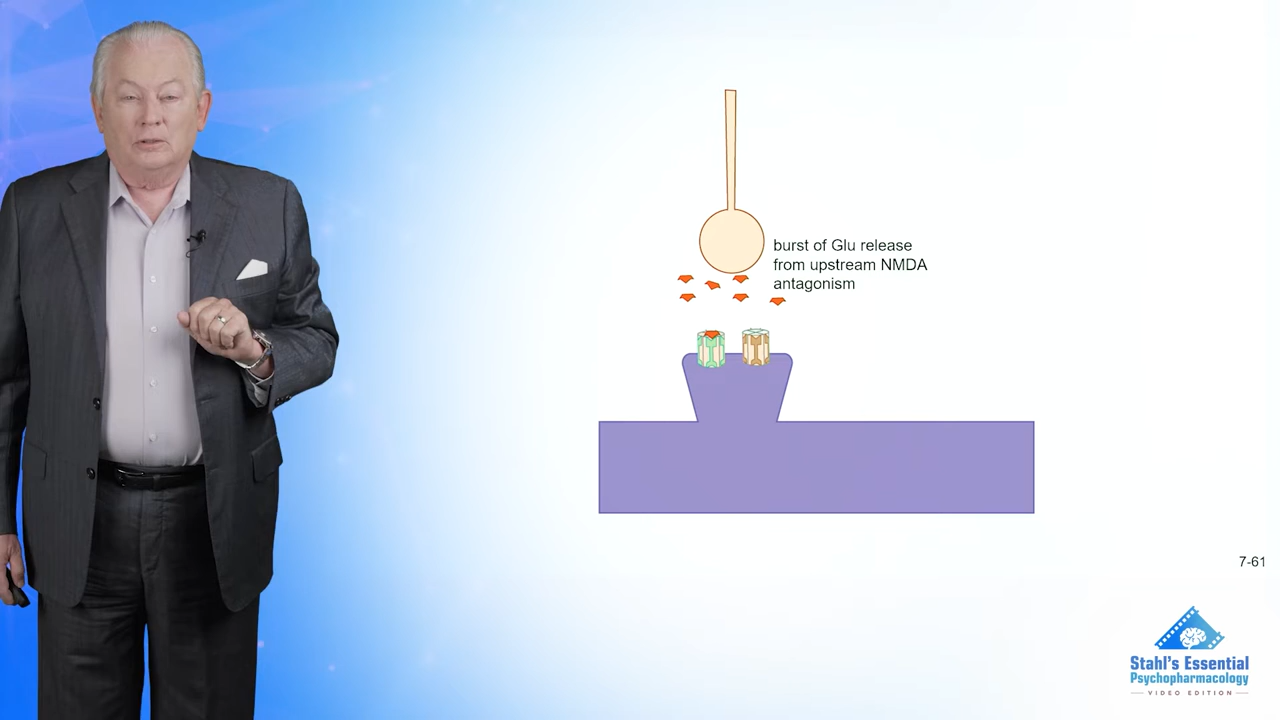 burst of Glu release
from upstream NMDA
antagonism
7-61
Stahl's Essential
Psychopharmacology
VIDEO EDITION